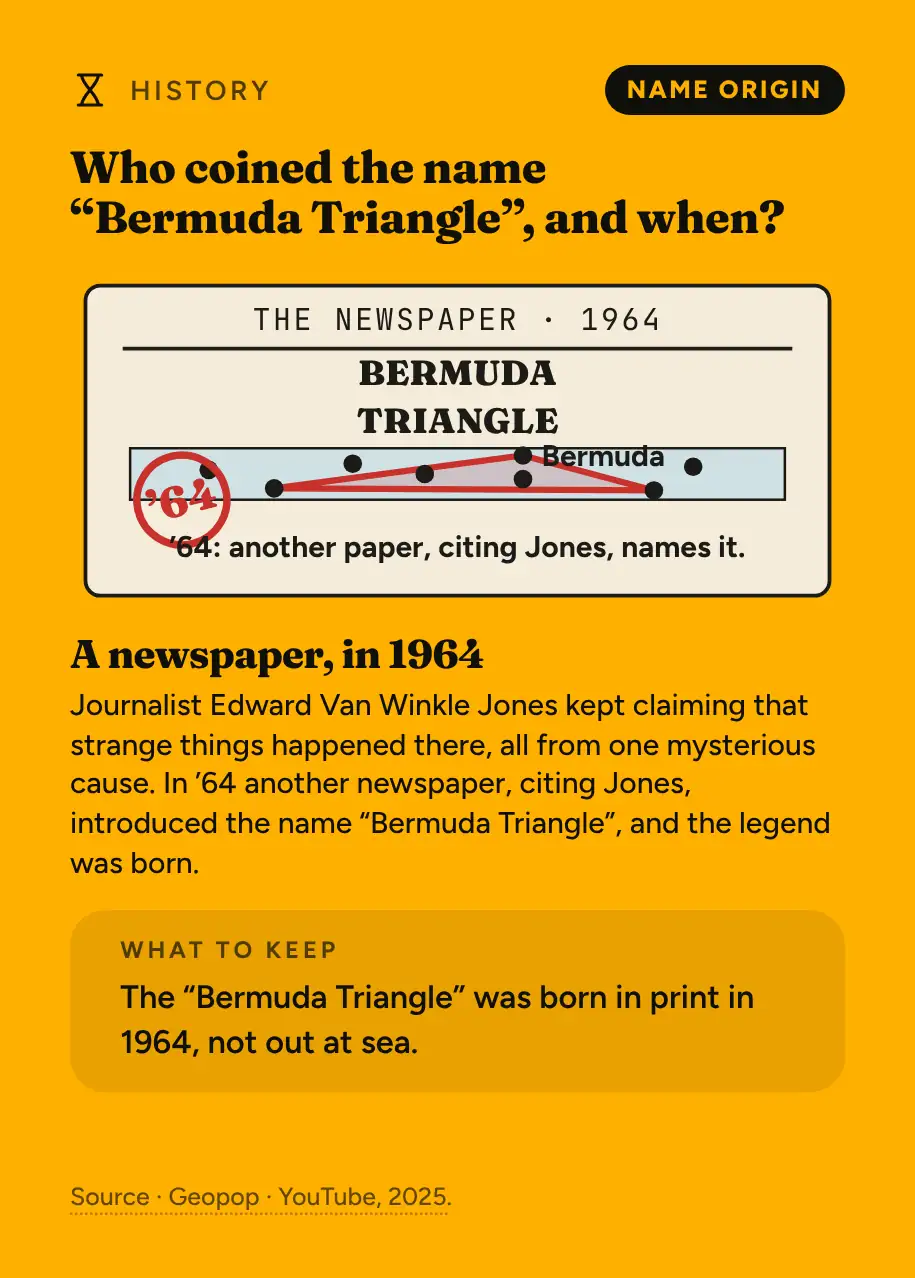 HISTORY
NAME ORIGIN
Who coined the name
“Bermuda Triangle”, and when?
THE NEWSPAPER · 1964
BERMUDA
TRIANGLE
Bermuda
’64
’64: another paper, citing Jones, names it.
A newspaper, in 1964
Journalist Edward Van Winkle Jones kept claiming that
strange things happened there, all from one mysterious
cause. In ’64 another newspaper, citing Jones,
introduced the name “Bermuda Triangle”, and the legend
was born.
WHAT TO KEEP
The “Bermuda Triangle” was born in print in
1964, not out at sea.
Source · Geopop · YouTube, 2025.